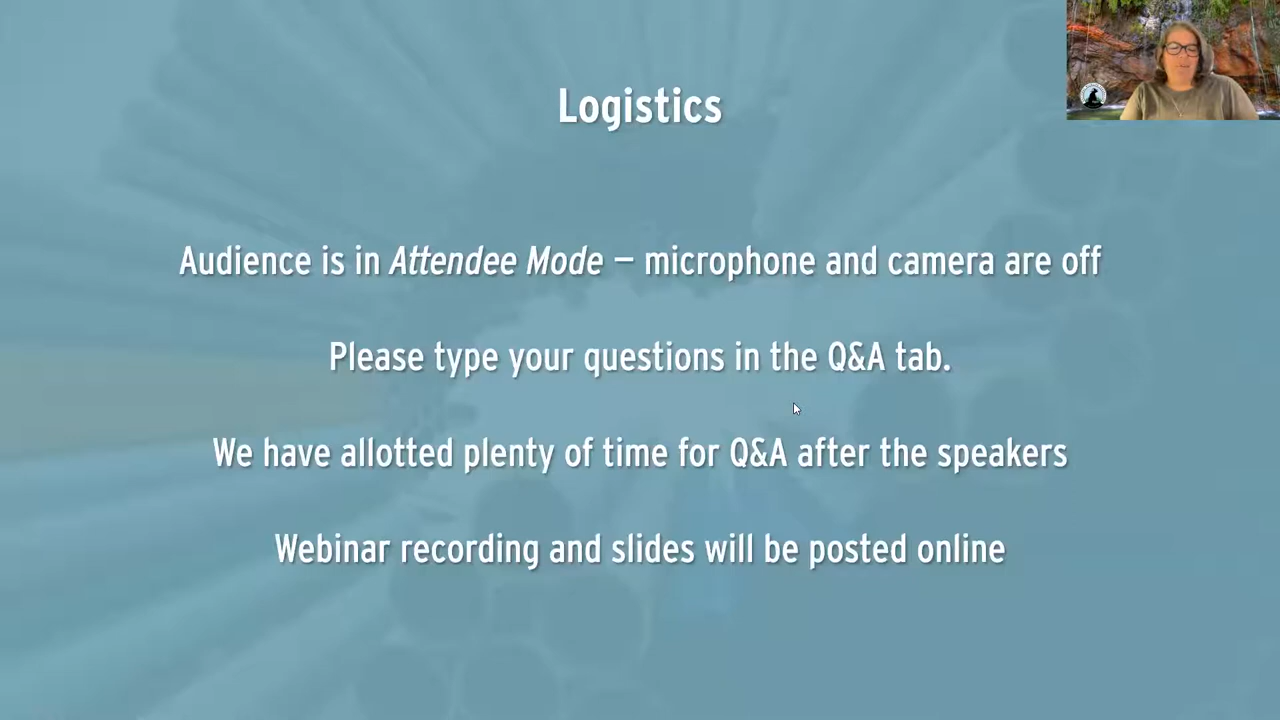 Logistics
Audience is in Attendee Mode – microphone and camera are off
Please type your questions in the Q&A tab.
We have allotted plenty of time for Q&A after the speakers
Webinar recording and slides will be posted online